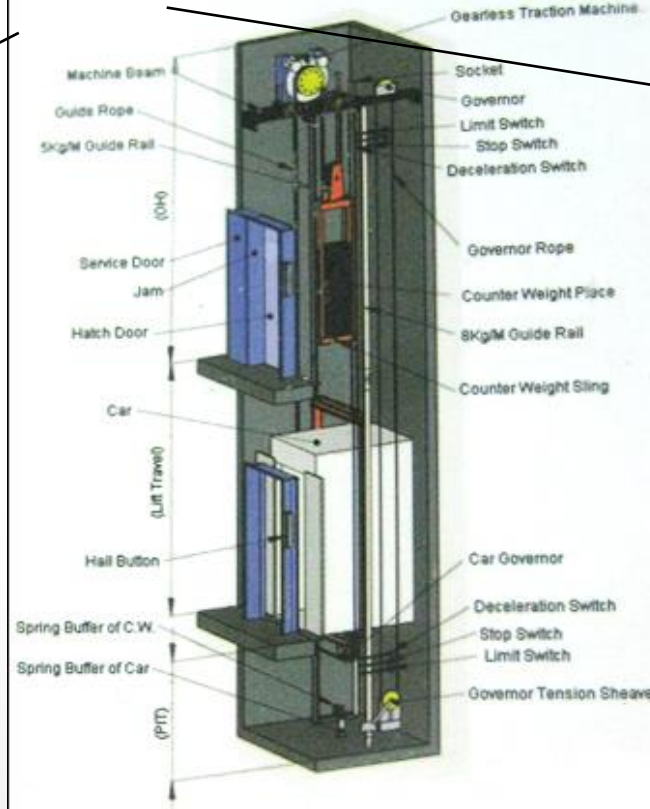 Gearless Traction Machine
Machine Beam
Socket
Guide Rope
Governor
5Kg/M Guide Rail
Limit Switch
Stop Switch
Deceleration Switch
(OH)
Service Door
Governor Rope
Jam
Counter Weight Place
Hatch Door
8Kg/M Guide Rail
Counter Weight Sling
Car
(Lift Travel)
Hall Button
Car Governor
Deceleration Switch
Spring Buffer of C.W.
Stop Switch
Limit Switch
Spring Buffer of Car
Governor Tension Sheave
(PIT)